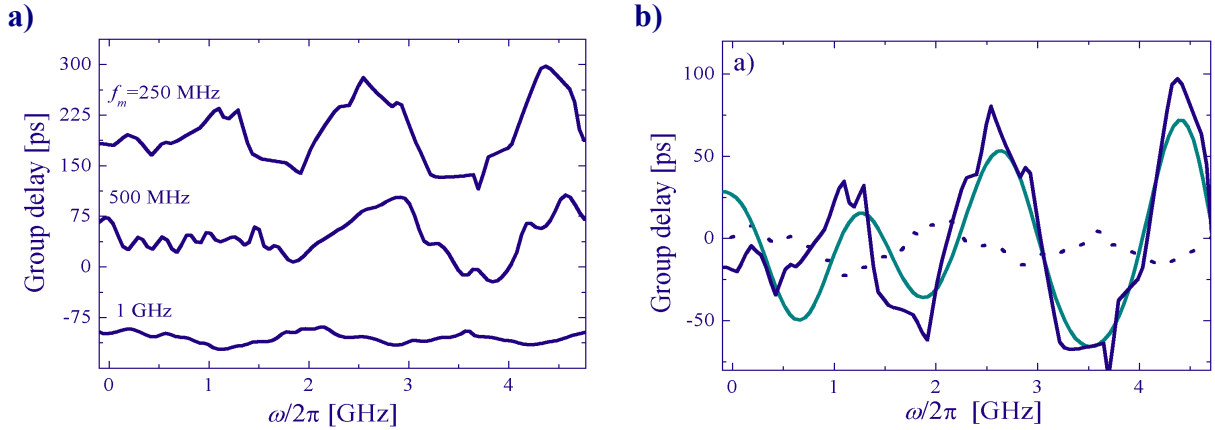 a)
Group delay [ps]
300
225
150
75
0
-75
f_m=250 MHz
500 MHz
1 GHz
0 1 2 3 4
ω/2π [GHz]
b)
a)
Group delay [ps]
100
50
0
-50
0 1 2 3 4
ω/2π [GHz]